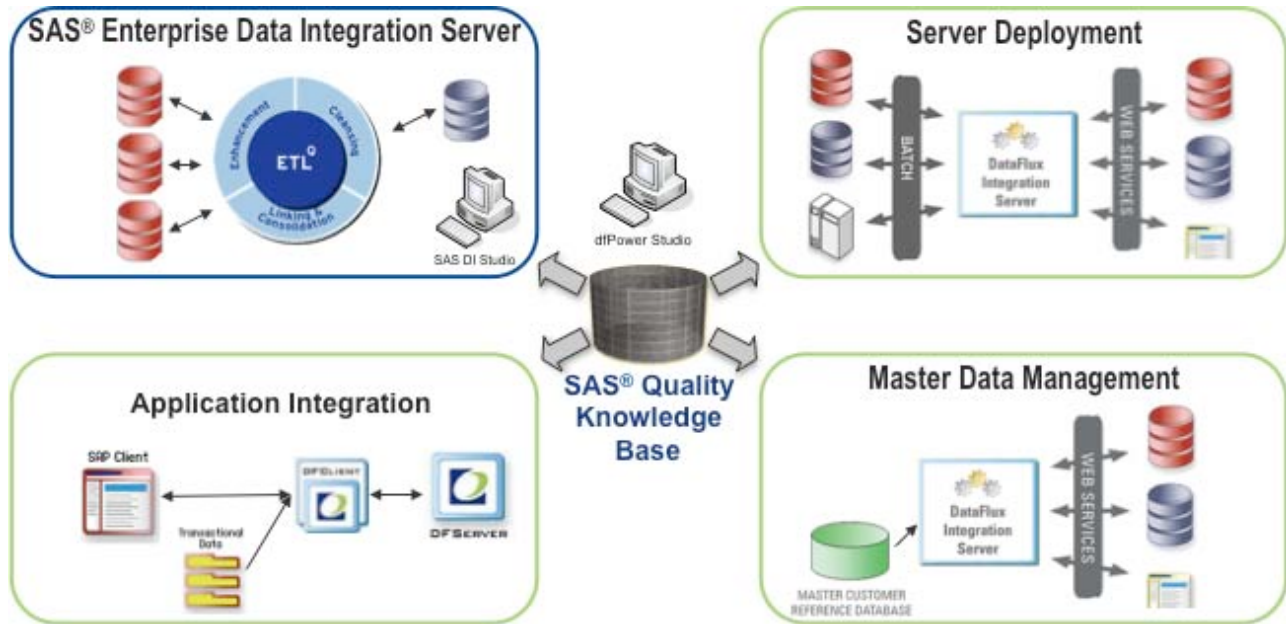 SAS® Enterprise Data Integration Server
Enhancement
Cleansing
ETL Q
Linking &
Consolidation
SAS DI Studio
dfPower Studio
Server Deployment
BATCH
DataFlux
Integration
Server
WEB SERVICES
SAS® Quality
Knowledge
Base
Application Integration
SAP Client
Transactional
Data
DFCLIENT
DFSERVER
Master Data Management
MASTER CUSTOMER
REFERENCE DATABASE
DataFlux
Integration
Server
WEB SERVICES